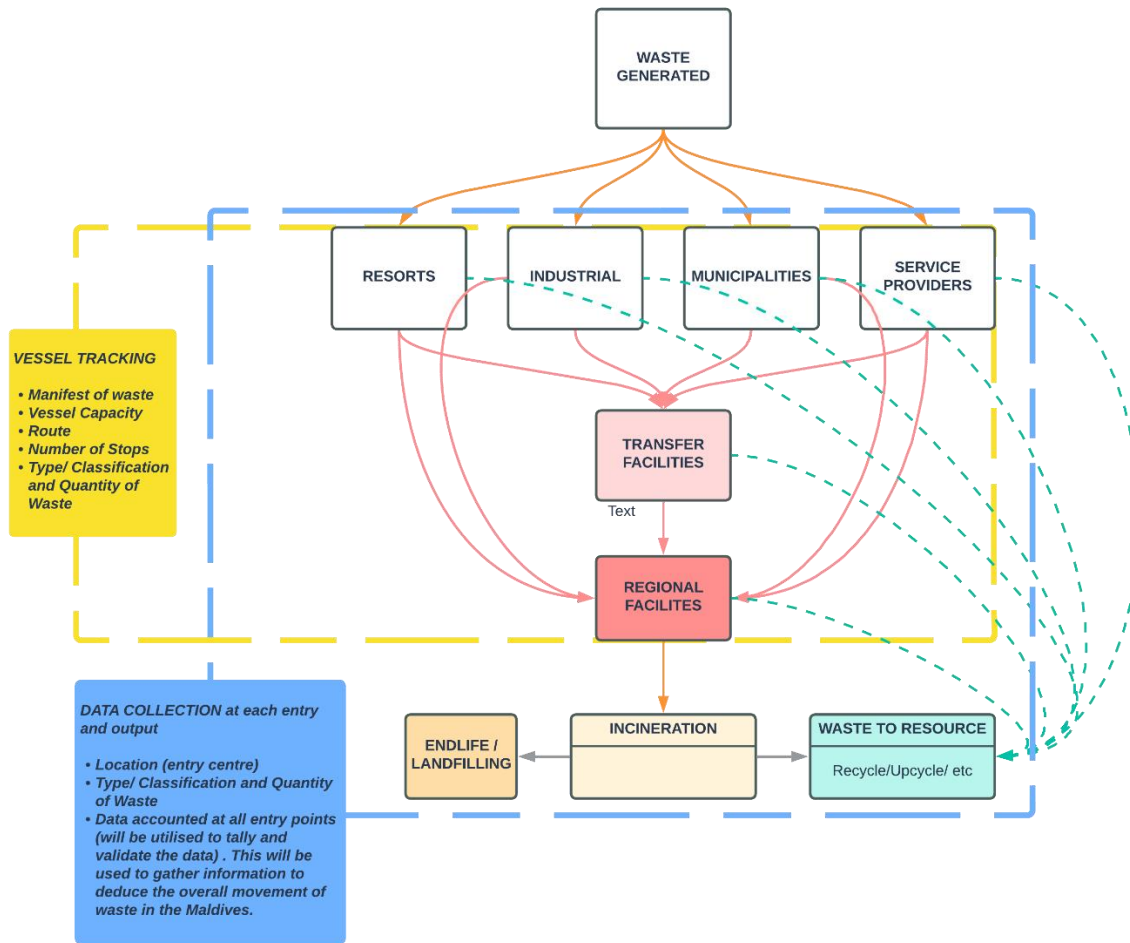 WASTE
GENERATED
RESORTS
INDUSTRIAL
MUNICIPALITIES
SERVICE
PROVIDERS
VESSEL TRACKING
• Manifest of waste
• Vessel Capacity
• Route
• Number of Stops
• Type/ Classification
and Quantity of
Waste
TRANSFER
FACILITIES
Text
REGIONAL
FACILITES
DATA COLLECTION at each entry
and output
• Location (entry centre)
• Type/ Classification and Quantity
of Waste
• Data accounted at all entry points
(will be utilised to tally and
validate the data) . This will be
used to gather information to
deduce the overall movement of
waste in the Maldives.
ENDLIFE /
LANDFILLING
INCINERATION
WASTE TO RESOURCE
Recycle/Upcycle/ etc